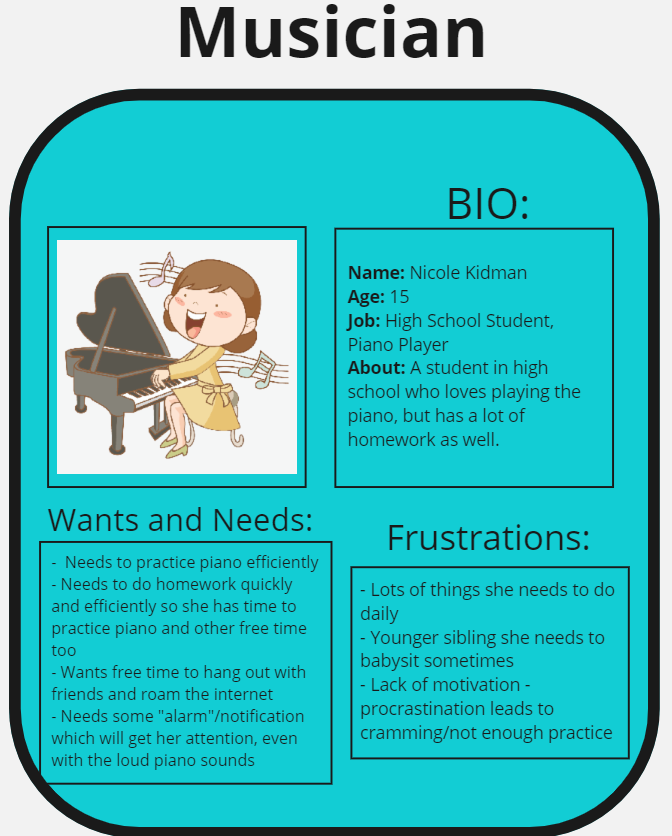 Musician
BIO:
Name: Nicole Kidman
Age: 15
Job: High School Student,
Piano Player
About: A student in high
school who loves playing the
piano, but has a lot of
homework as well.
Wants and Needs:
-  Needs to practice piano efficiently
- Needs to do homework quickly
and efficiently so she has time to
practice piano and other free time
too
- Wants free time to hang out with
friends and roam the internet
- Needs some "alarm"/notification
which will get her attention, even
with the loud piano sounds
Frustrations:
- Lots of things she needs to do
daily
- Younger sibling she needs to
babysit sometimes
- Lack of motivation -
procrastination leads to
cramming/not enough practice